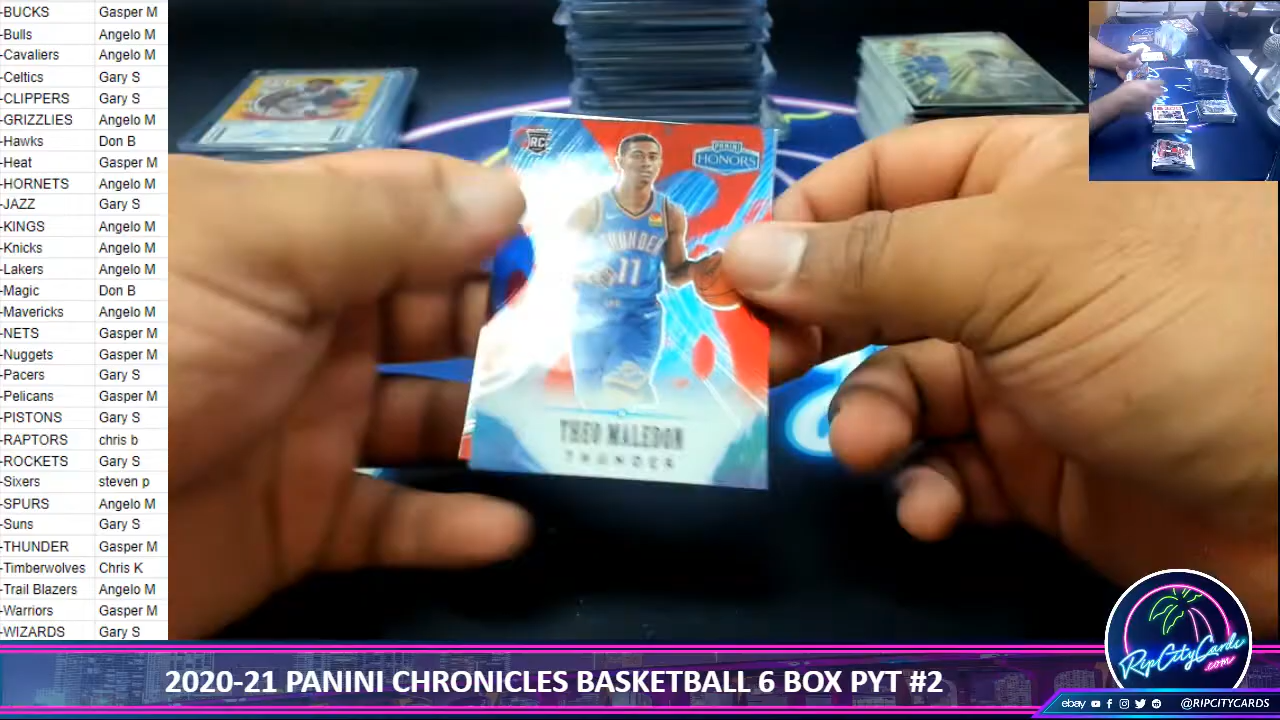 -BUCKS Gasper M
-Bulls Angelo M
-Cavaliers Angelo M
-Celtics Gary S
-CLIPPERS Gary S
-GRIZZLIES Angelo M
-Hawks Don B
-Heat Gasper M
-HORNETS Angelo M
-JAZZ Gary S
-KINGS Angelo M
-Knicks Angelo M
-Lakers Angelo M
-Magic Don B
-Mavericks Angelo M
-NETS Gasper M
-Nuggets Gasper M
-Pacers Gary S
-Pelicans Gasper M
-PISTONS Gary S
-RAPTORS chris b
-ROCKETS Gary S
-Sixers steven p
-SPURS Angelo M
-Suns Gary S
-THUNDER Gasper M
-Timberwolves Chris K
-Trail Blazers Angelo M
-Warriors Gasper M
-WIZARDS Gary S
RC
PANINI
HONORS
THUNDER
11
THEO MALEDON
THUNDER
RipCityCards
.com
2020-21 PANINI CHRONICLES BASKETBALL 6 BOX PYT #2
ebay @RIPCITYCARDS